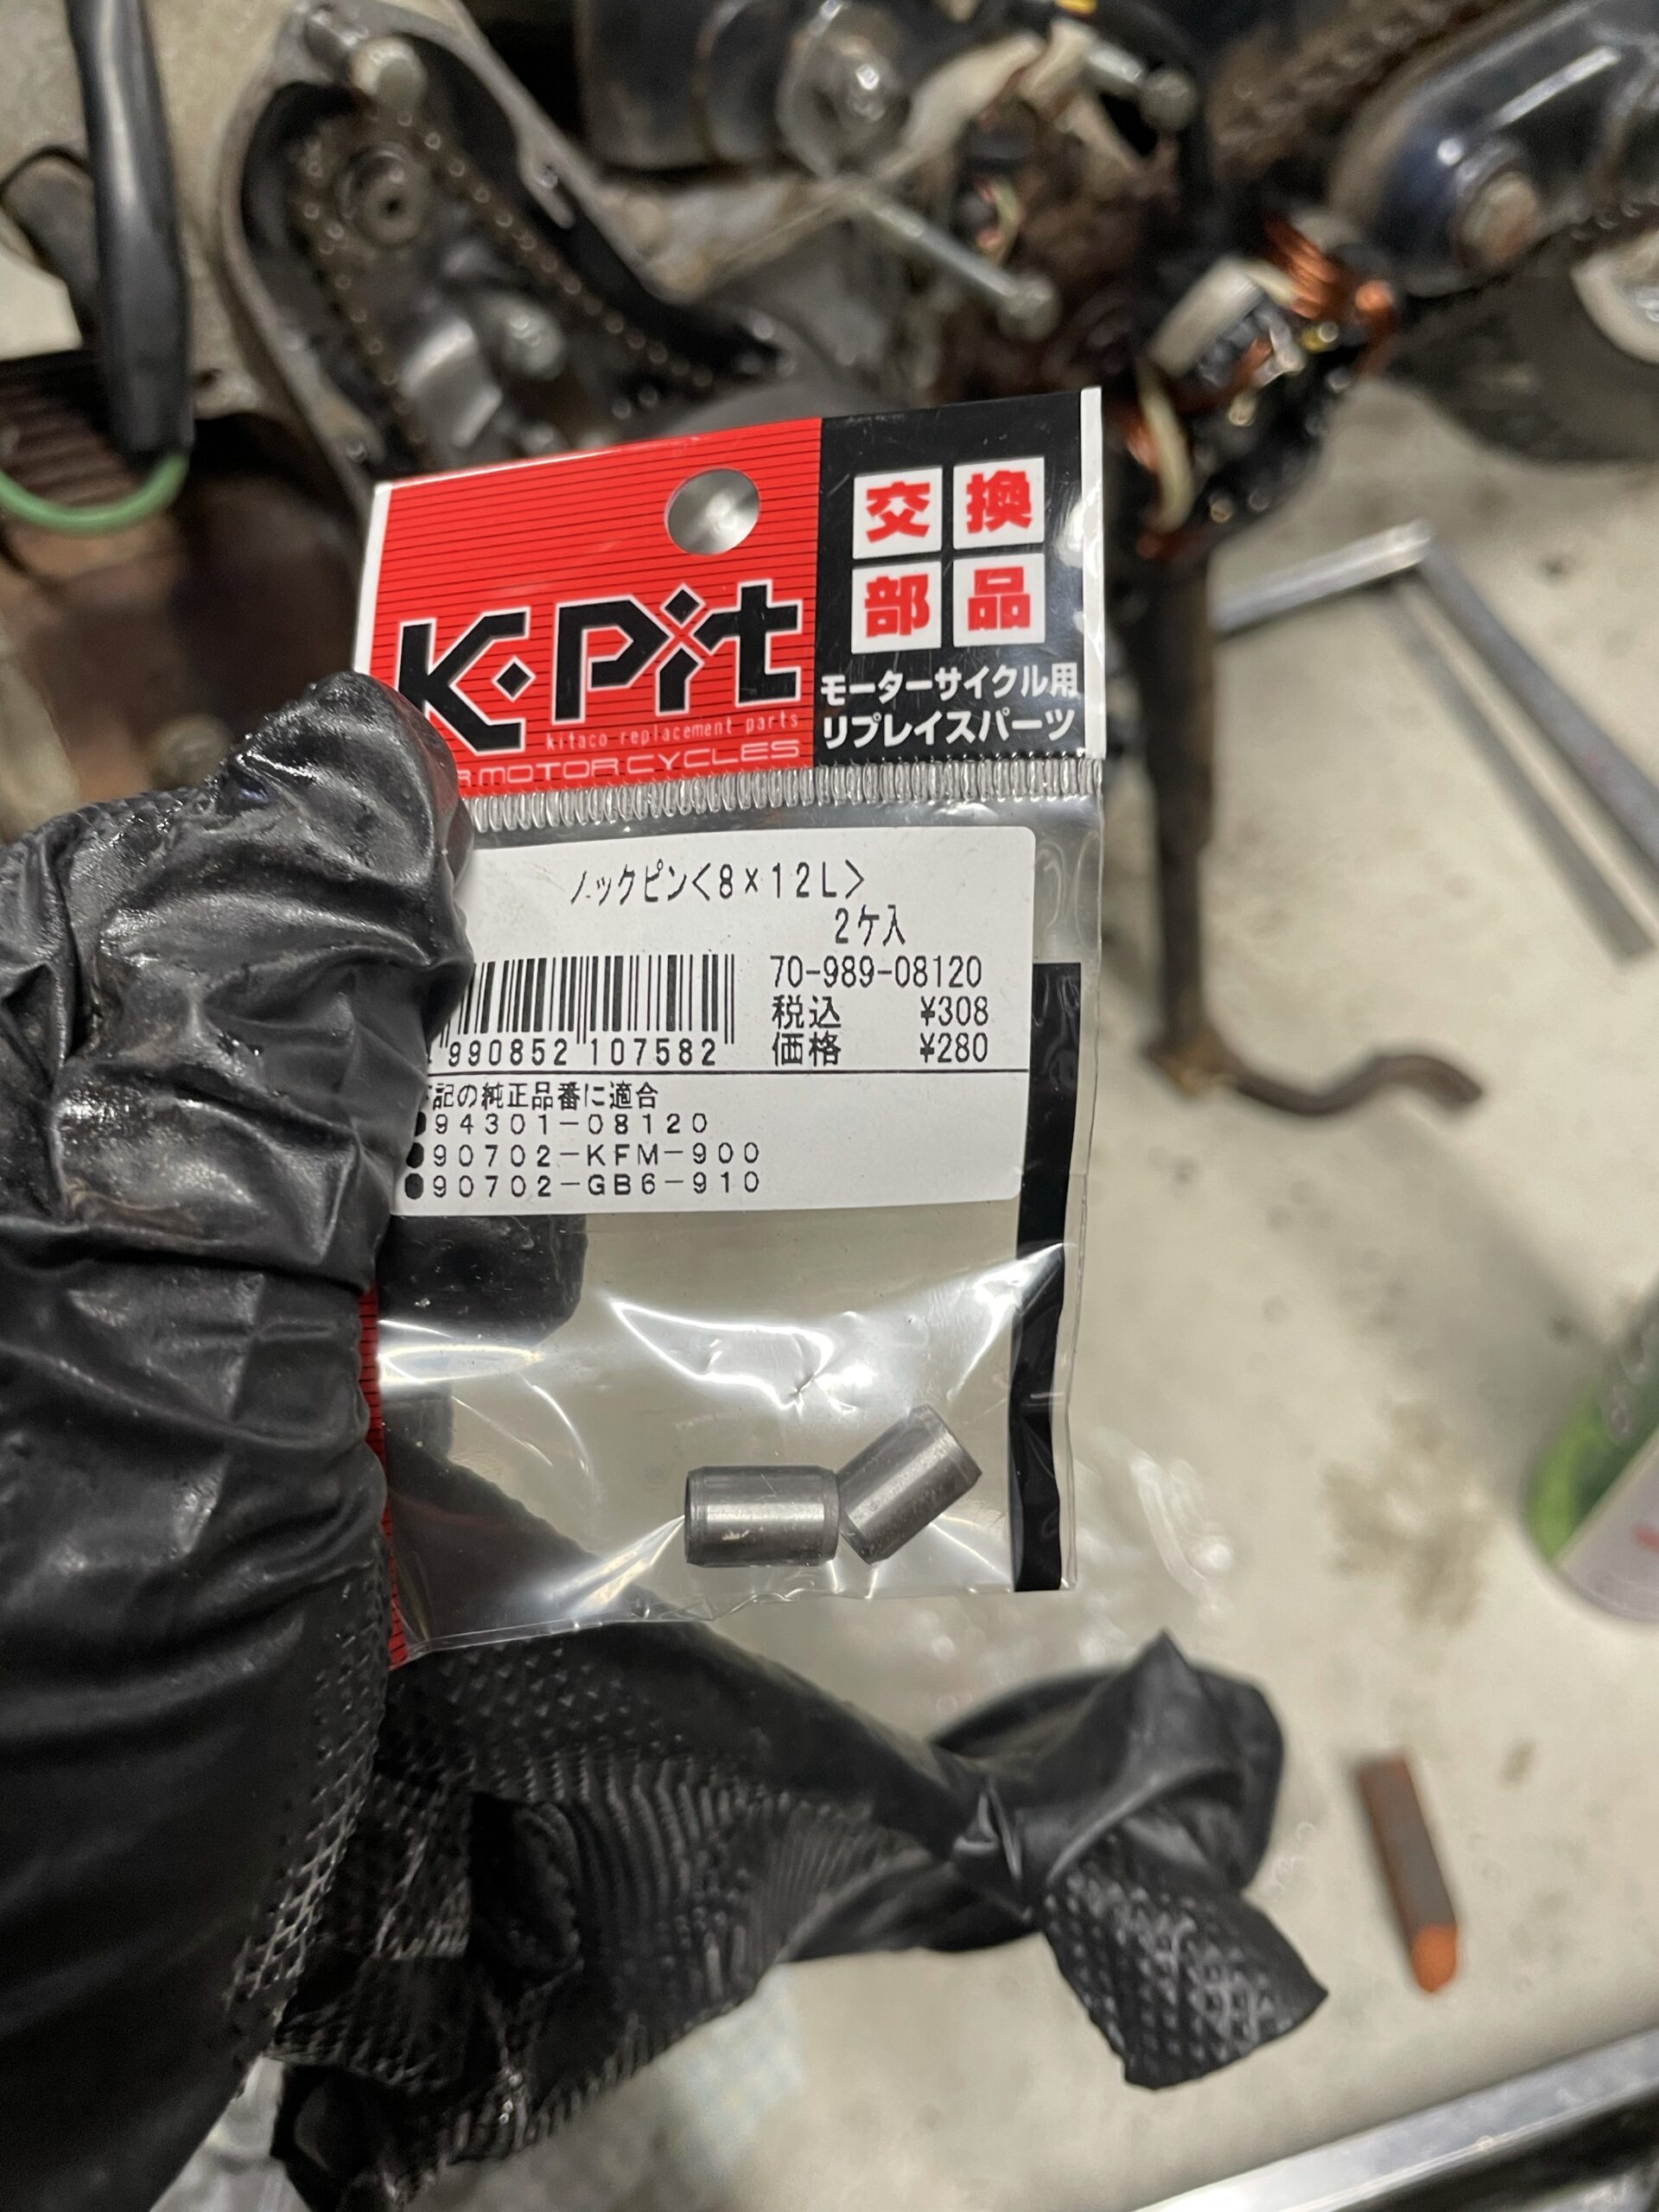 K·Pit
kitaco replacement parts
MOTORCYCLES
交換
部品
モーターサイクル用
リプレイスパーツ
ノックピン<8×12L>
2ケ入
70-989-08120
税込 ¥308
価格 ¥280
990852 107582
記の純正品番に適合
●94301-08120
●90702-KFM-900
●90702-GB6-910